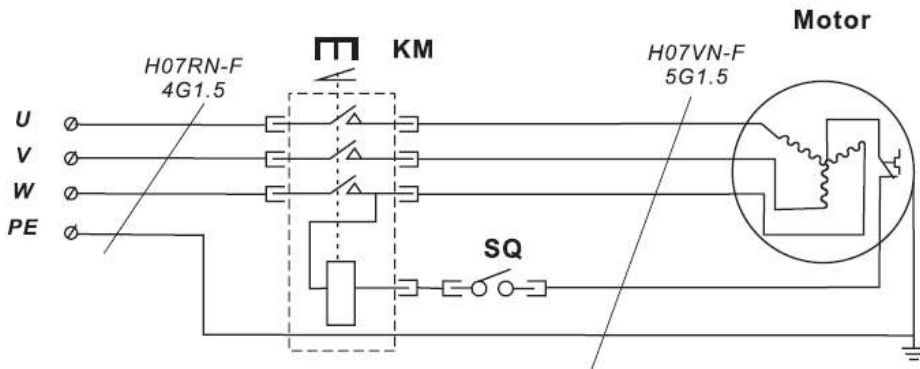 Motor
KM
H07RN-F
4G1.5
H07VN-F
5G1.5
U
V
W
PE
SQ